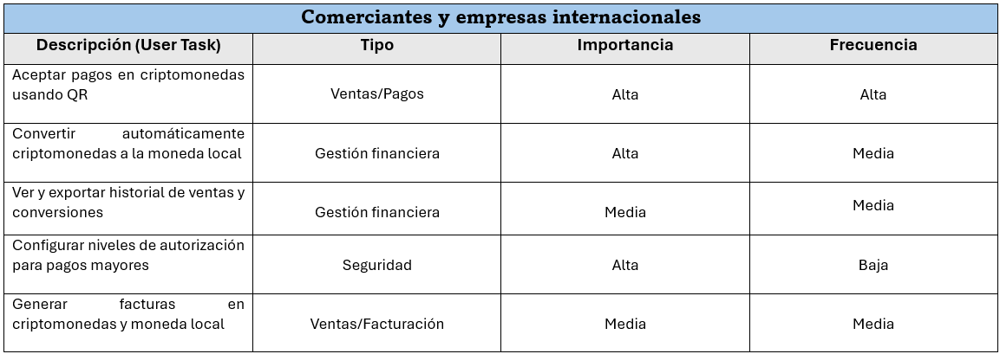 Comerciantes y empresas internacionales
Descripción (User Task) Tipo Importancia Frecuencia
Aceptar pagos en criptomonedas
usando QR
Ventas/Pagos Alta Alta
Convertir automáticamente
criptomonedas a la moneda local
Gestión financiera Alta Media
Ver y exportar historial de ventas y
conversiones
Gestión financiera Media Media
Configurar niveles de autorización
para pagos mayores
Seguridad Alta Baja
Generar facturas en
criptomonedas y moneda local
Ventas/Facturación Media Media